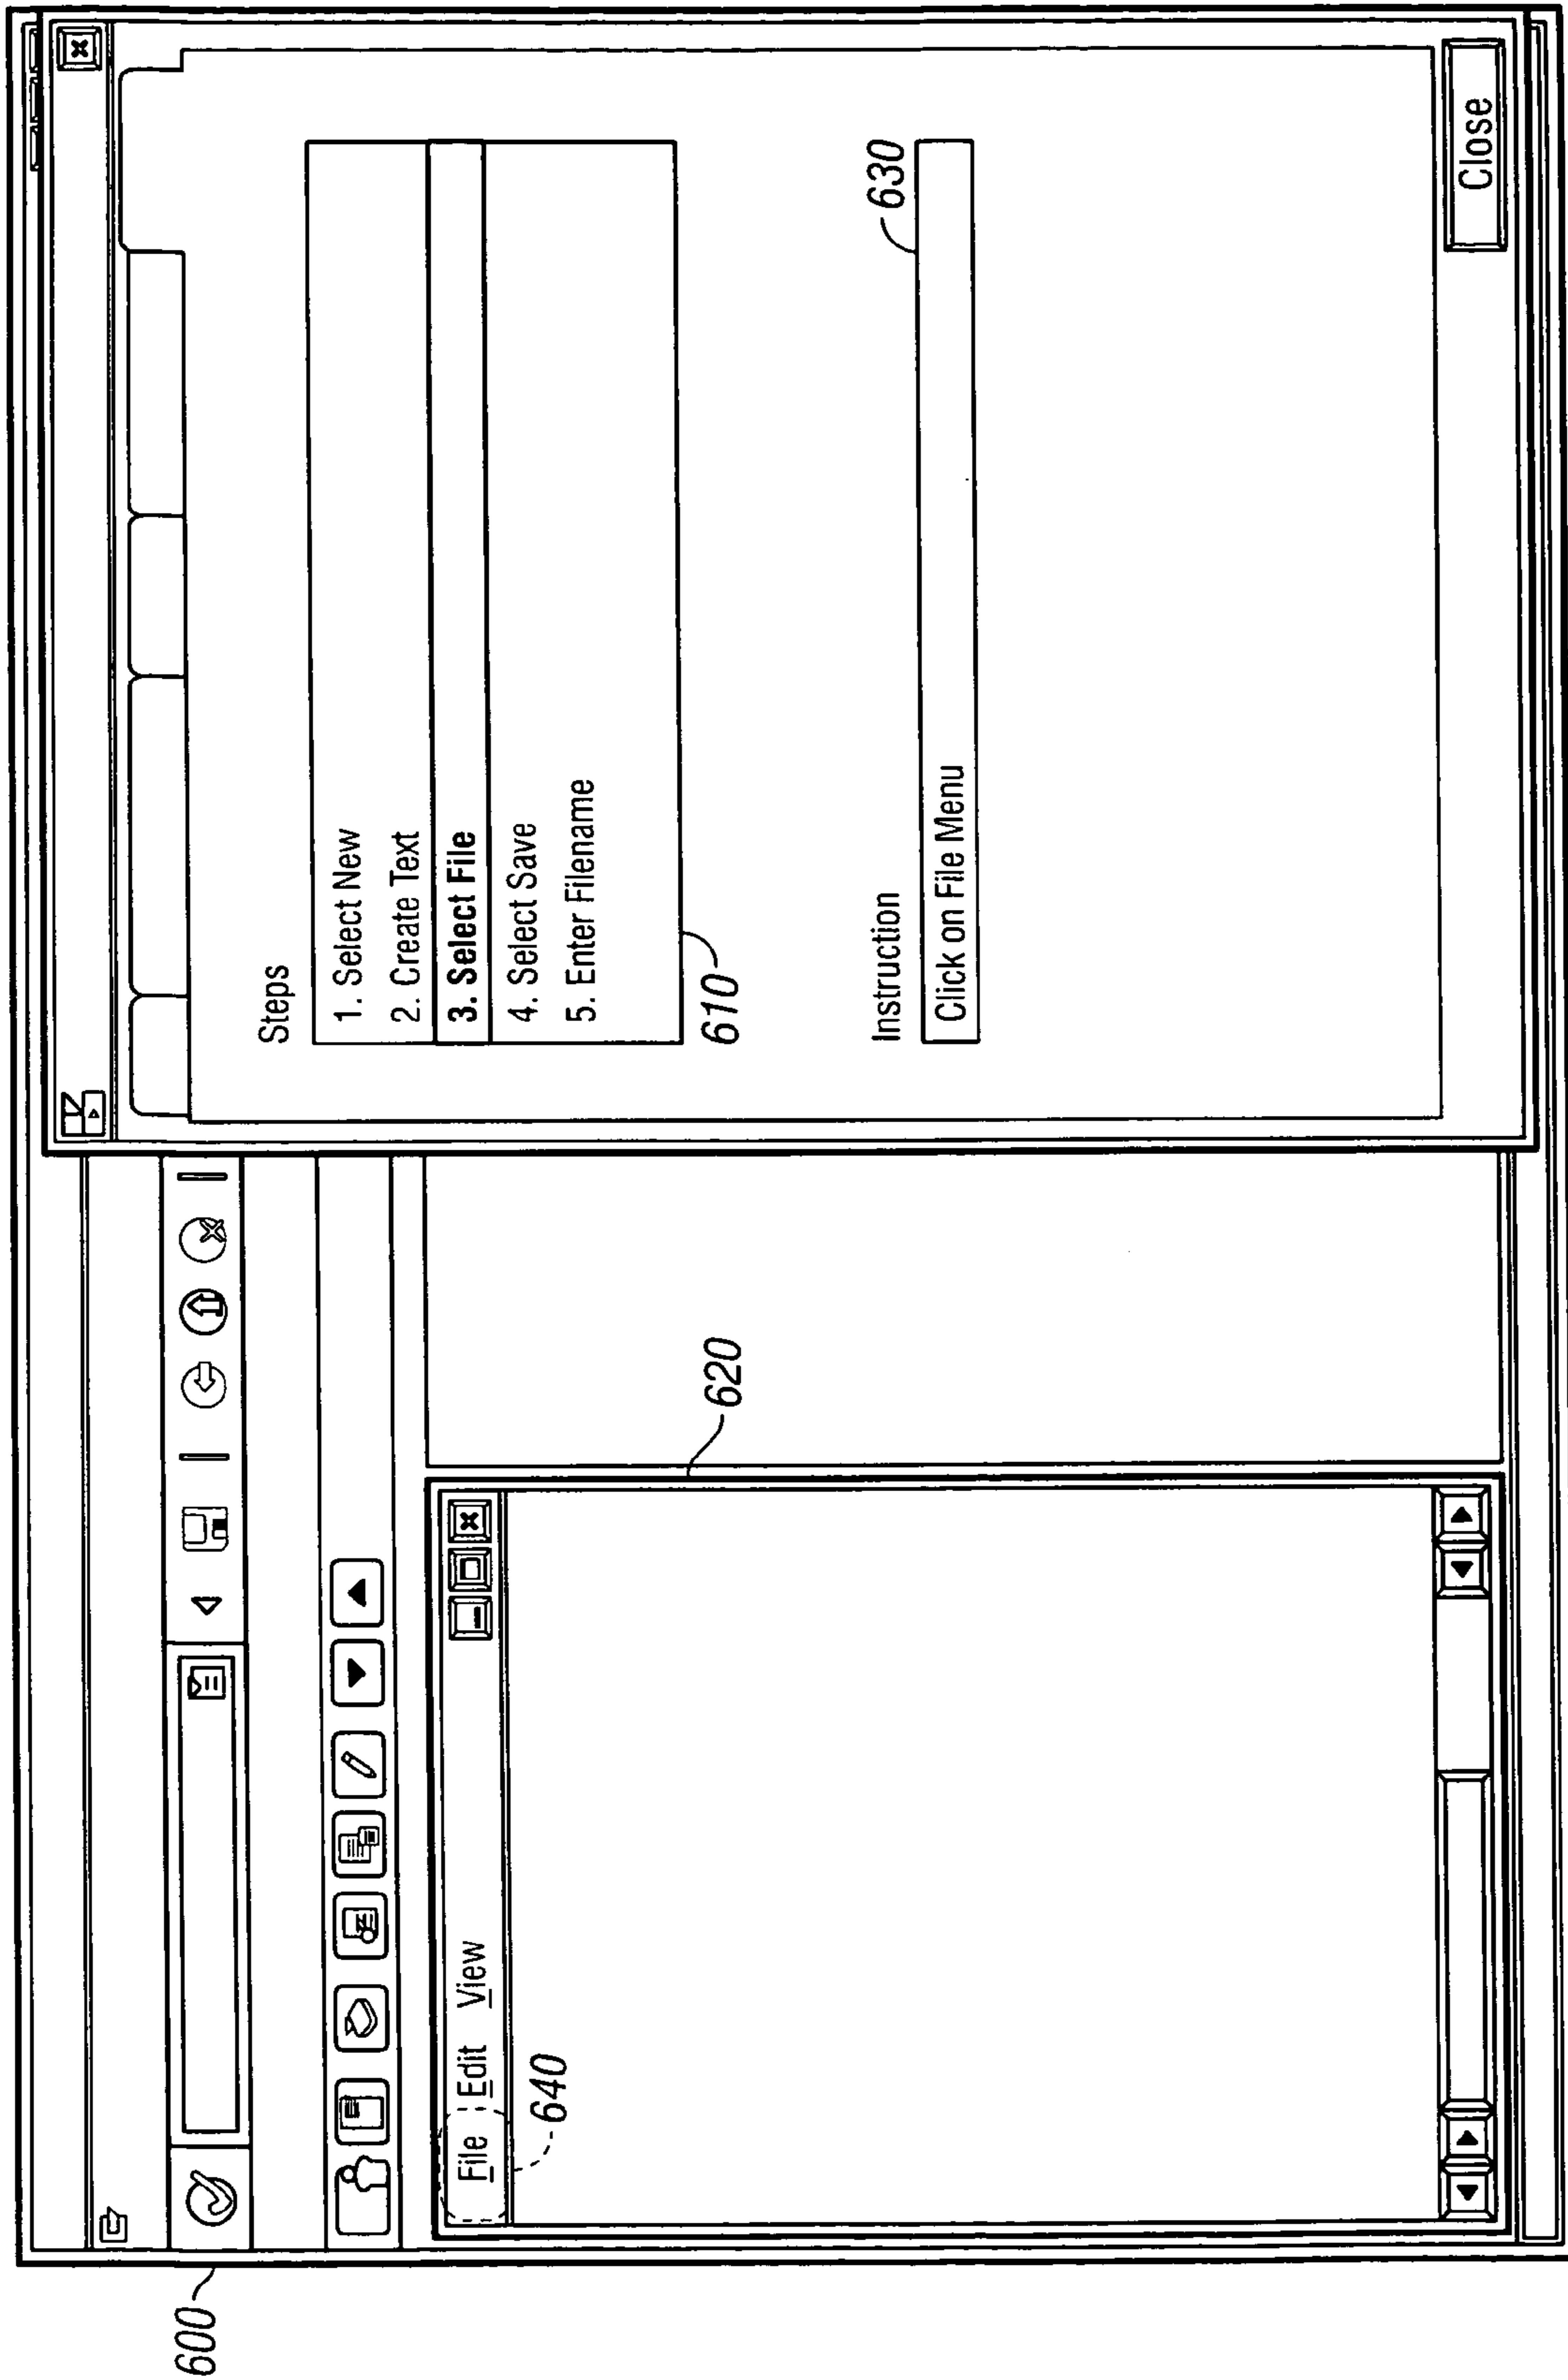 600
File Edit View
640
620
Steps
1. Select New
2. Create Text
3. Select File
4. Select Save
5. Enter Filename
610
Instruction
630
Click on File Menu
Close